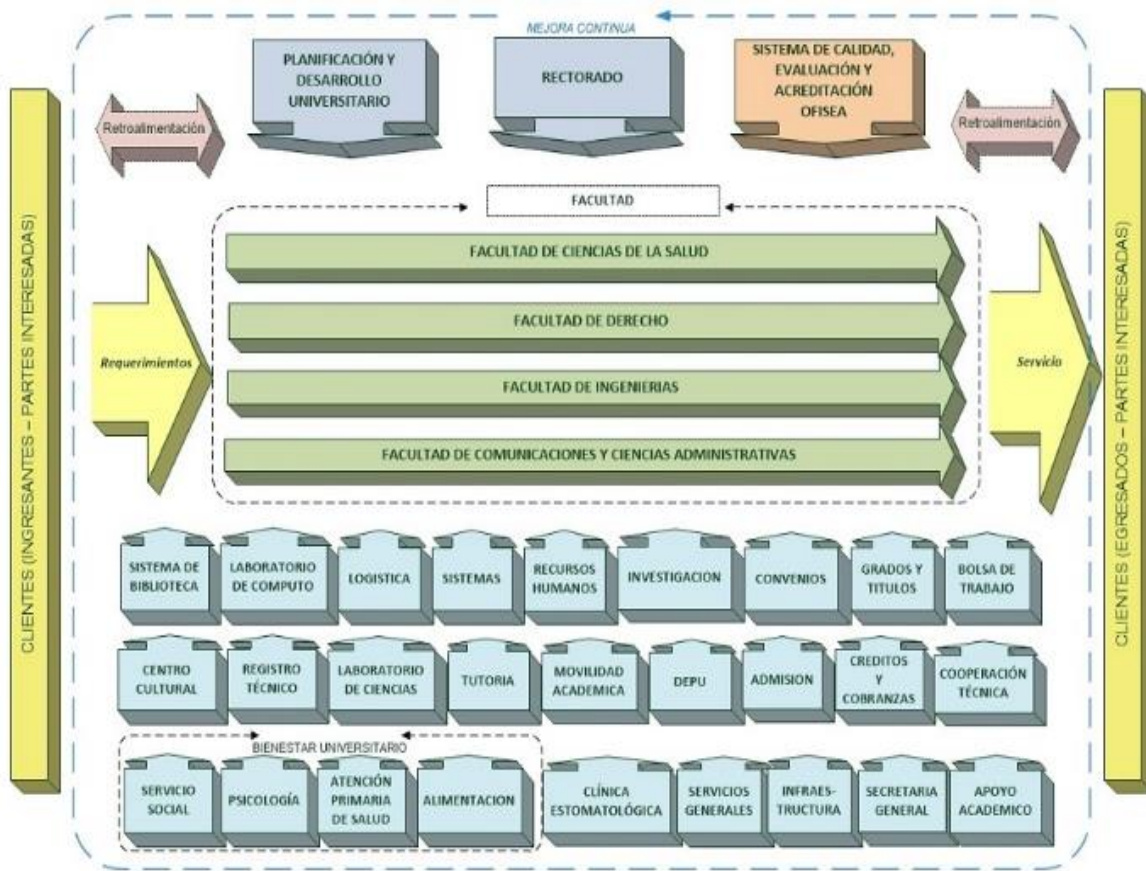 MEJORA CONTINUA
PLANIFICACIÓN Y
DESARROLLO
UNIVERSITARIO
RECTORADO
SISTEMA DE CALIDAD,
EVALUACIÓN Y
ACREDITACIÓN
OFISEA
Retroalimentación
Retroalimentación
CLIENTES (INGRESANTES – PARTES INTERESADAS)
FACULTAD
FACULTAD DE CIENCIAS DE LA SALUD
FACULTAD DE DERECHO
Requerimientos
Servicio
FACULTAD DE INGENIERIAS
FACULTAD DE COMUNICACIONES Y CIENCIAS ADMINISTRATIVAS
CLIENTES (EGRESADOS – PARTES INTERESADAS)
SISTEMA DE
BIBLIOTECA
LABORATORIO
DE COMPUTO
LOGISTICA
SISTEMAS
RECURSOS
HUMANOS
INVESTIGACION
CONVENIOS
GRADOS Y
TITULOS
BOLSA DE
TRABAJO
CENTRO
CULTURAL
REGISTRO
TÉCNICO
LABORATORIO
DE CIENCIAS
TUTORIA
MOVILIDAD
ACADEMICA
DEPU
ADMISION
CREDITOS
Y
COBRANZAS
COOPERACIÓN
TÉCNICA
BIENESTAR UNIVERSITARIO
SERVICIO
SOCIAL
PSICOLOGÍA
ATENCIÓN
PRIMARIA
DE SALUD
ALIMENTACION
CLÍNICA
ESTOMATOLÓGICA
SERVICIOS
GENERALES
INFRAES-
TRUCTURA
SECRETARIA
GENERAL
APOYO
ACADEMICO